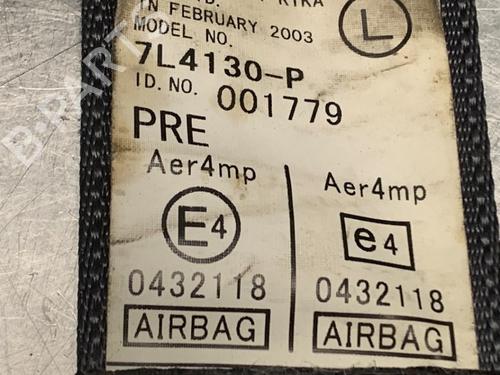 IN FEBRUARY 2003
L
MODEL NO.
7L4130-P
ID.NO. 001779
PRE
Aer4mp
E4
0432118
AIRBAG
Aer4mp
e4
0432118
AIRBAG
B-PARTS